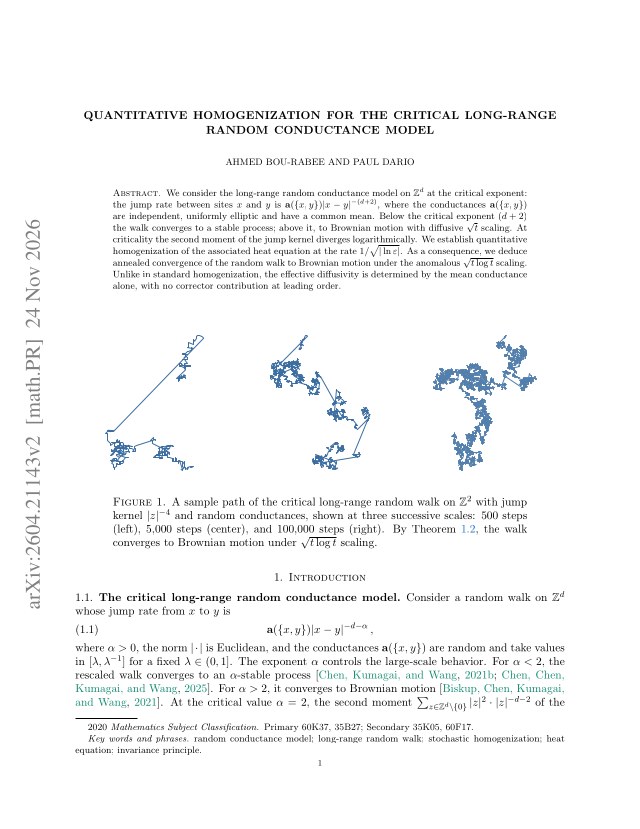 QUANTITATIVE HOMOGENIZATION FOR THE CRITICAL LONG-RANGE
RANDOM CONDUCTANCE MODEL
AHMED BOU-RABEE AND PAUL DARIO
Abstract. We consider the long-range random conductance model on ℤ^d at the critical exponent:
the jump rate between sites x and y is a({x, y})|x − y|^{−(d+2)}, where the conductances a({x, y})
are independent, uniformly elliptic and have a common mean. Below the critical exponent (d + 2)
the walk converges to a stable process; above it, to Brownian motion with diffusive √t scaling. At
criticality the second moment of the jump kernel diverges logarithmically. We establish quantitative
homogenization of the associated heat equation at the rate 1/√|ln ε|. As a consequence, we deduce
annealed convergence of the random walk to Brownian motion under the anomalous √(t log t) scaling.
Unlike in standard homogenization, the effective diffusivity is determined by the mean conductance
alone, with no corrector contribution at leading order.
Figure 1. A sample path of the critical long-range random walk on ℤ^2 with jump
kernel |z|^{−4} and random conductances, shown at three successive scales: 500 steps
(left), 5,000 steps (center), and 100,000 steps (right). By Theorem 1.2, the walk
converges to Brownian motion under √(t log t) scaling.
1. Introduction
1.1. The critical long-range random conductance model. Consider a random walk on ℤ^d
whose jump rate from x to y is
(1.1) a({x, y})|x − y|^{−d−α} ,
where α > 0, the norm | · | is Euclidean, and the conductances a({x, y}) are random and take values
in [λ, λ^{−1}] for a fixed λ ∈ (0, 1]. The exponent α controls the large-scale behavior. For α < 2, the
rescaled walk converges to an α-stable process [Chen, Kumagai, and Wang, 2021b; Chen, Chen,
Kumagai, and Wang, 2025]. For α > 2, it converges to Brownian motion [Biskup, Chen, Kumagai,
and Wang, 2021]. At the critical value α = 2, the second moment ∑_{z∈ℤ^d\{0}} |z|^2 · |z|^{−d−2} of the
2020 Mathematics Subject Classification. Primary 60K37, 35B27; Secondary 35K05, 60F17.
Key words and phrases. random conductance model; long-range random walk; stochastic homogenization; heat
equation; invariance principle.
1
arXiv:2604.21143v2 [math.PR] 24 Nov 2026